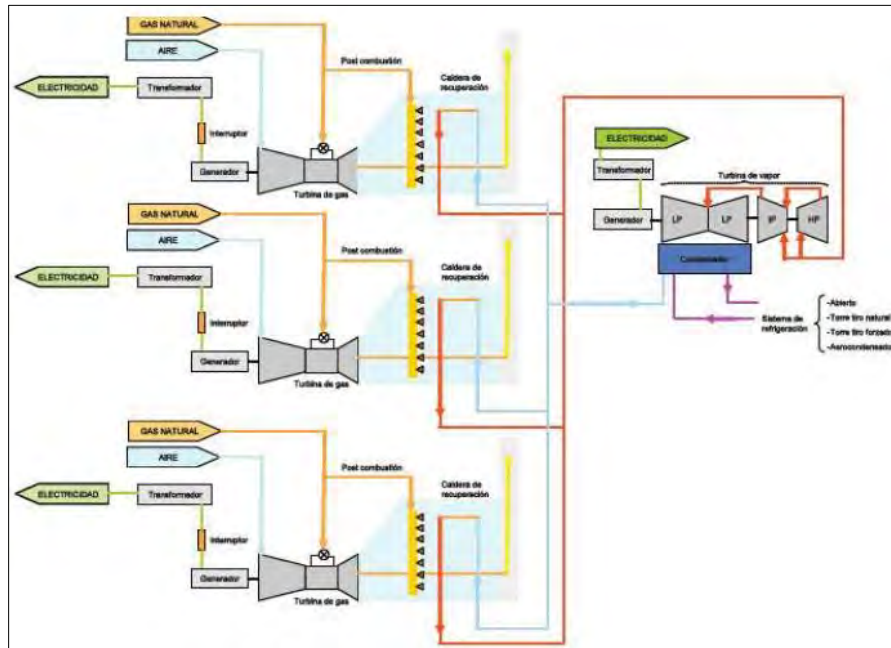 GAS NATURAL
AIRE
ELECTRICIDAD
Transformador
Interruptor
Generador
Turbina de gas
Post combustión
Caldera de
recuperación
GAS NATURAL
AIRE
ELECTRICIDAD
Transformador
Interruptor
Generador
Turbina de gas
Post combustión
Caldera de
recuperación
GAS NATURAL
AIRE
ELECTRICIDAD
Transformador
Interruptor
Generador
Turbina de gas
Post combustión
Caldera de
recuperación
ELECTRICIDAD
Transformador
Generador
Turbina de vapor
LP
LP
IP
HP
Condensador
Sistema de
refrigeración
-Abierto
-Torre tiro natural
-Torre tiro forzado
-Aerocondensado